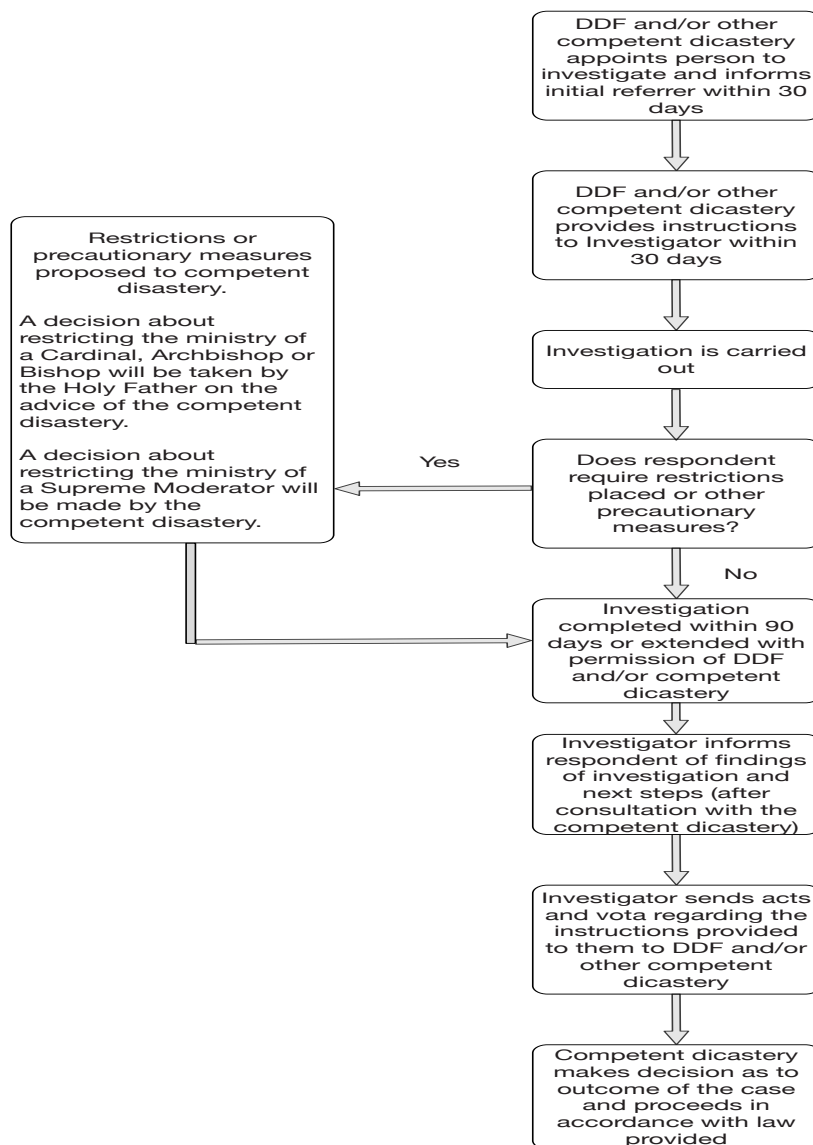 DDF and/or other
competent dicastery
appoints person to
investigate and informs
initial referrer within 30
days
DDF and/or other
competent dicastery
provides instructions
to Investigator within
30 days
Restrictions or
precautionary measures
proposed to competent
disastery.
A decision about
restricting the ministry of
a Cardinal, Archbishop or
Bishop will be taken by
the Holy Father on the
advice of the competent
disastery.
A decision about
restricting the ministry of
a Supreme Moderator will
be made by the
competent disastery.
Investigation is carried
out
Yes
Does respondent
require restrictions
placed or other
precautionary
measures?
No
Investigation
completed within 90
days or extended with
permission of DDF
and/or competent
dicastery
Investigator informs
respondent of findings
of investigation and
next steps (after
consultation with the
competent dicastery)
Investigator sends acts
and vota regarding the
instructions provided
to them to DDF and/or
other competent
dicastery
Competent dicastery
makes decision as to
outcome of the case
and proceeds in
accordance with law
provided